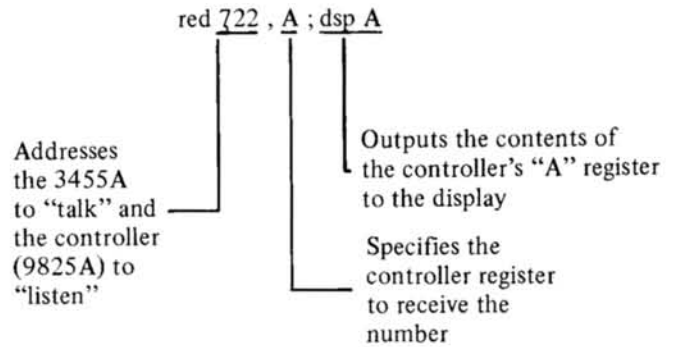 red 722 , A ; dsp A
Addresses
the 3455A
to “talk” and
the controller
(9825A) to
“listen”
Outputs the contents of
the controller’s “A” register
to the display
Specifies the
controller register
to receive the
number